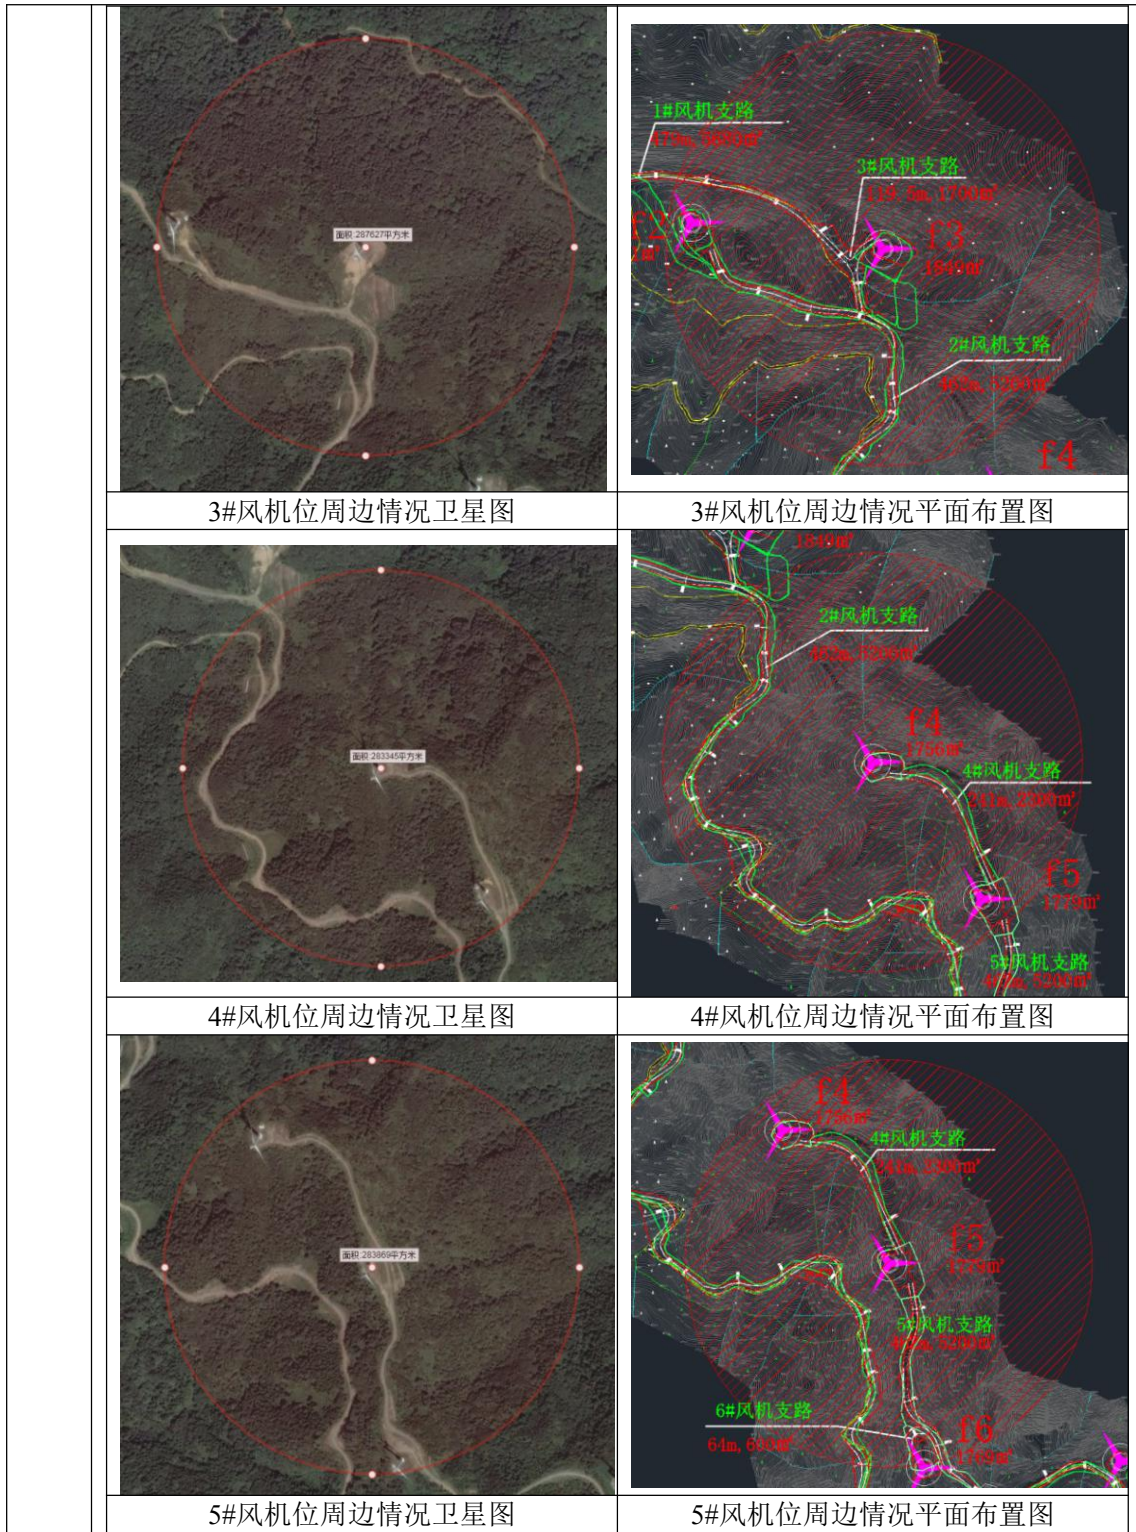 面积:287627平方米
1#风机支路
479m,5680m²
3#风机支路
119.5m,1700m²
f3
1849m²
2#风机支路
462m,5200m²
f4
3#风机位周边情况卫星图
3#风机位周边情况平面布置图
面积:283345平方米
1849m²
2#风机支路
462m,5200m²
f4
1756m²
4#风机支路
f5
1779m²
5#风机支路
4#风机位周边情况卫星图
4#风机位周边情况平面布置图
面积:283869平方米
f4
1756m²
4#风机支路
f5
1779m²
5#风机支路
6#风机支路
64m,600m²
f6
1769m²
5#风机位周边情况卫星图
5#风机位周边情况平面布置图